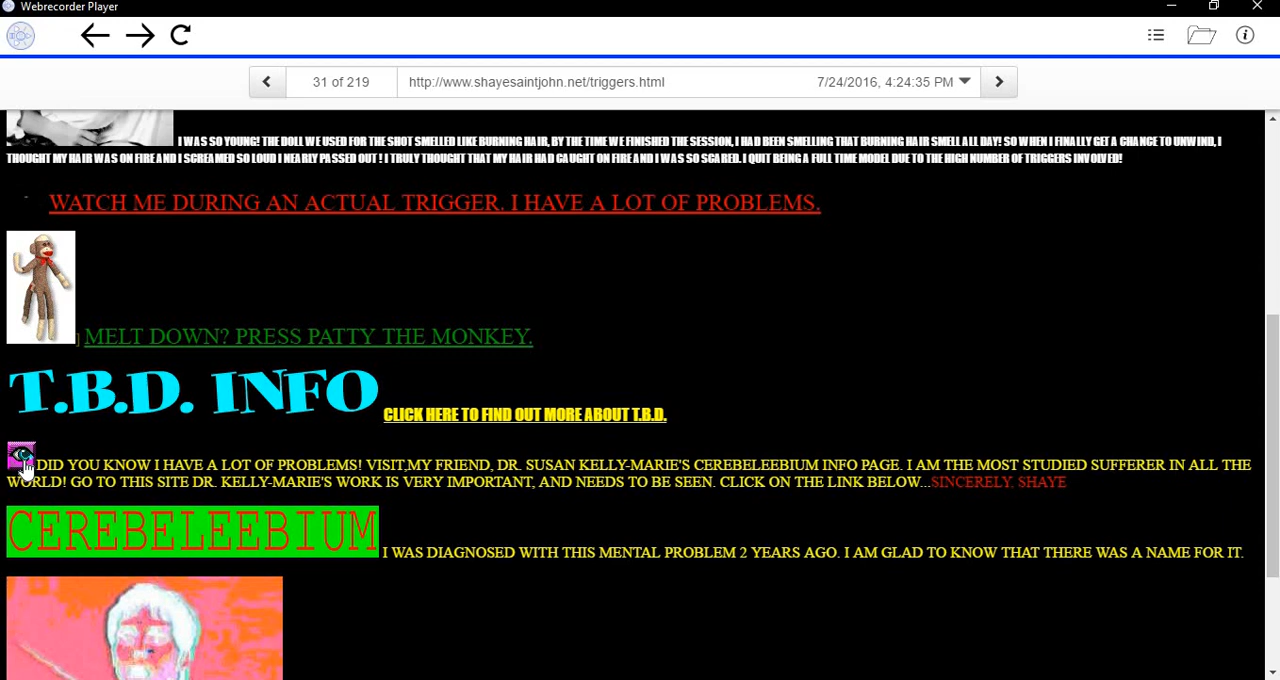 Webrecorder Player
31 of 219
http://www.shayesaintjohn.net/triggers.html
7/24/2016, 4:24:35 PM
I WAS SO YOUNG! THE DOLL WE USED FOR THE SHOT SMELLED LIKE BURNING HAIR, BY THE TIME WE FINISHED THE SESSION, I HAD BEEN SMELLING THAT BURNING HAIR SMELL ALL DAY! SO WHEN I FINALLY GET A CHANCE TO UNWIND, I
THOUGHT MY HAIR WAS ON FIRE AND I SCREAMED SO LOUD I NEARLY PASSED OUT ! I TRULY THOUGHT THAT MY HAIR HAD CAUGHT ON FIRE AND I WAS SO SCARED. I QUIT BEING A FULL TIME MODEL DUE TO THE HIGH NUMBER OF TRIGGERS INVOLVED!
WATCH ME DURING AN ACTUAL TRIGGER. I HAVE A LOT OF PROBLEMS.
] MELT DOWN? PRESS PATTY THE MONKEY.
T.B.D. INFO CLICK HERE TO FIND OUT MORE ABOUT T.B.D.
DID YOU KNOW I HAVE A LOT OF PROBLEMS! VISIT,MY FRIEND, DR. SUSAN KELLY-MARIE'S CEREBELEEBIUM INFO PAGE. I AM THE MOST STUDIED SUFFERER IN ALL THE
WORLD! GO TO THIS SITE DR. KELLY-MARIE'S WORK IS VERY IMPORTANT, AND NEEDS TO BE SEEN. CLICK ON THE LINK BELOW...SINCERELY, SHAYE
CEREBELEEBIUM I WAS DIAGNOSED WITH THIS MENTAL PROBLEM 2 YEARS AGO. I AM GLAD TO KNOW THAT THERE WAS A NAME FOR IT.